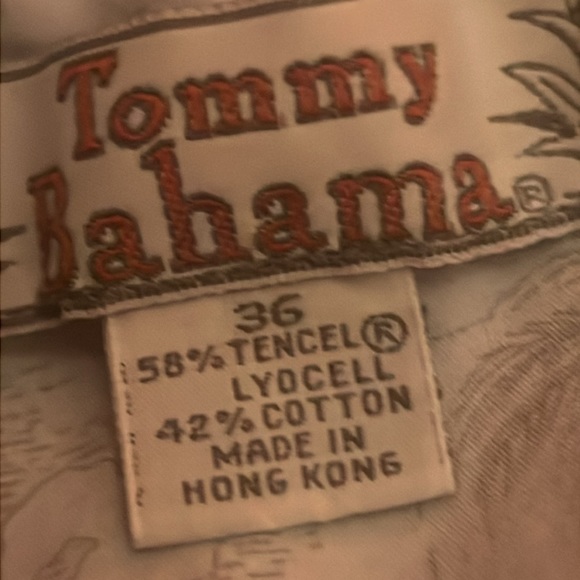 Tommy
Bahama®
36
58% TENCEL®
LYOCELL
42% COTTON
MADE IN
HONG KONG